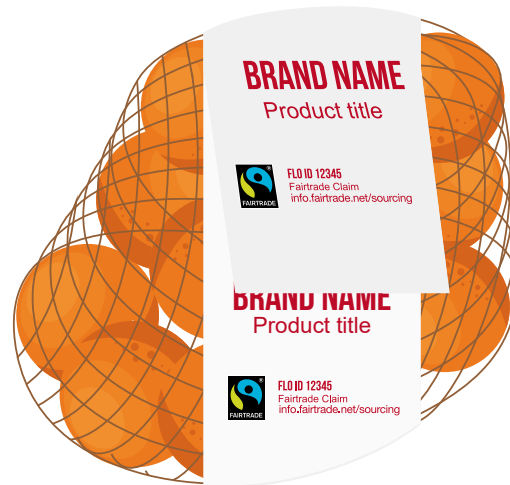 BRAND NAME
Product title
FLO ID 12345
Fairtrade Claim
info.fairtrade.net/sourcing
FAIRTRADE
®
BRAND NAME
Product title
FLO ID 12345
Fairtrade Claim
info.fairtrade.net/sourcing
FAIRTRADE
®